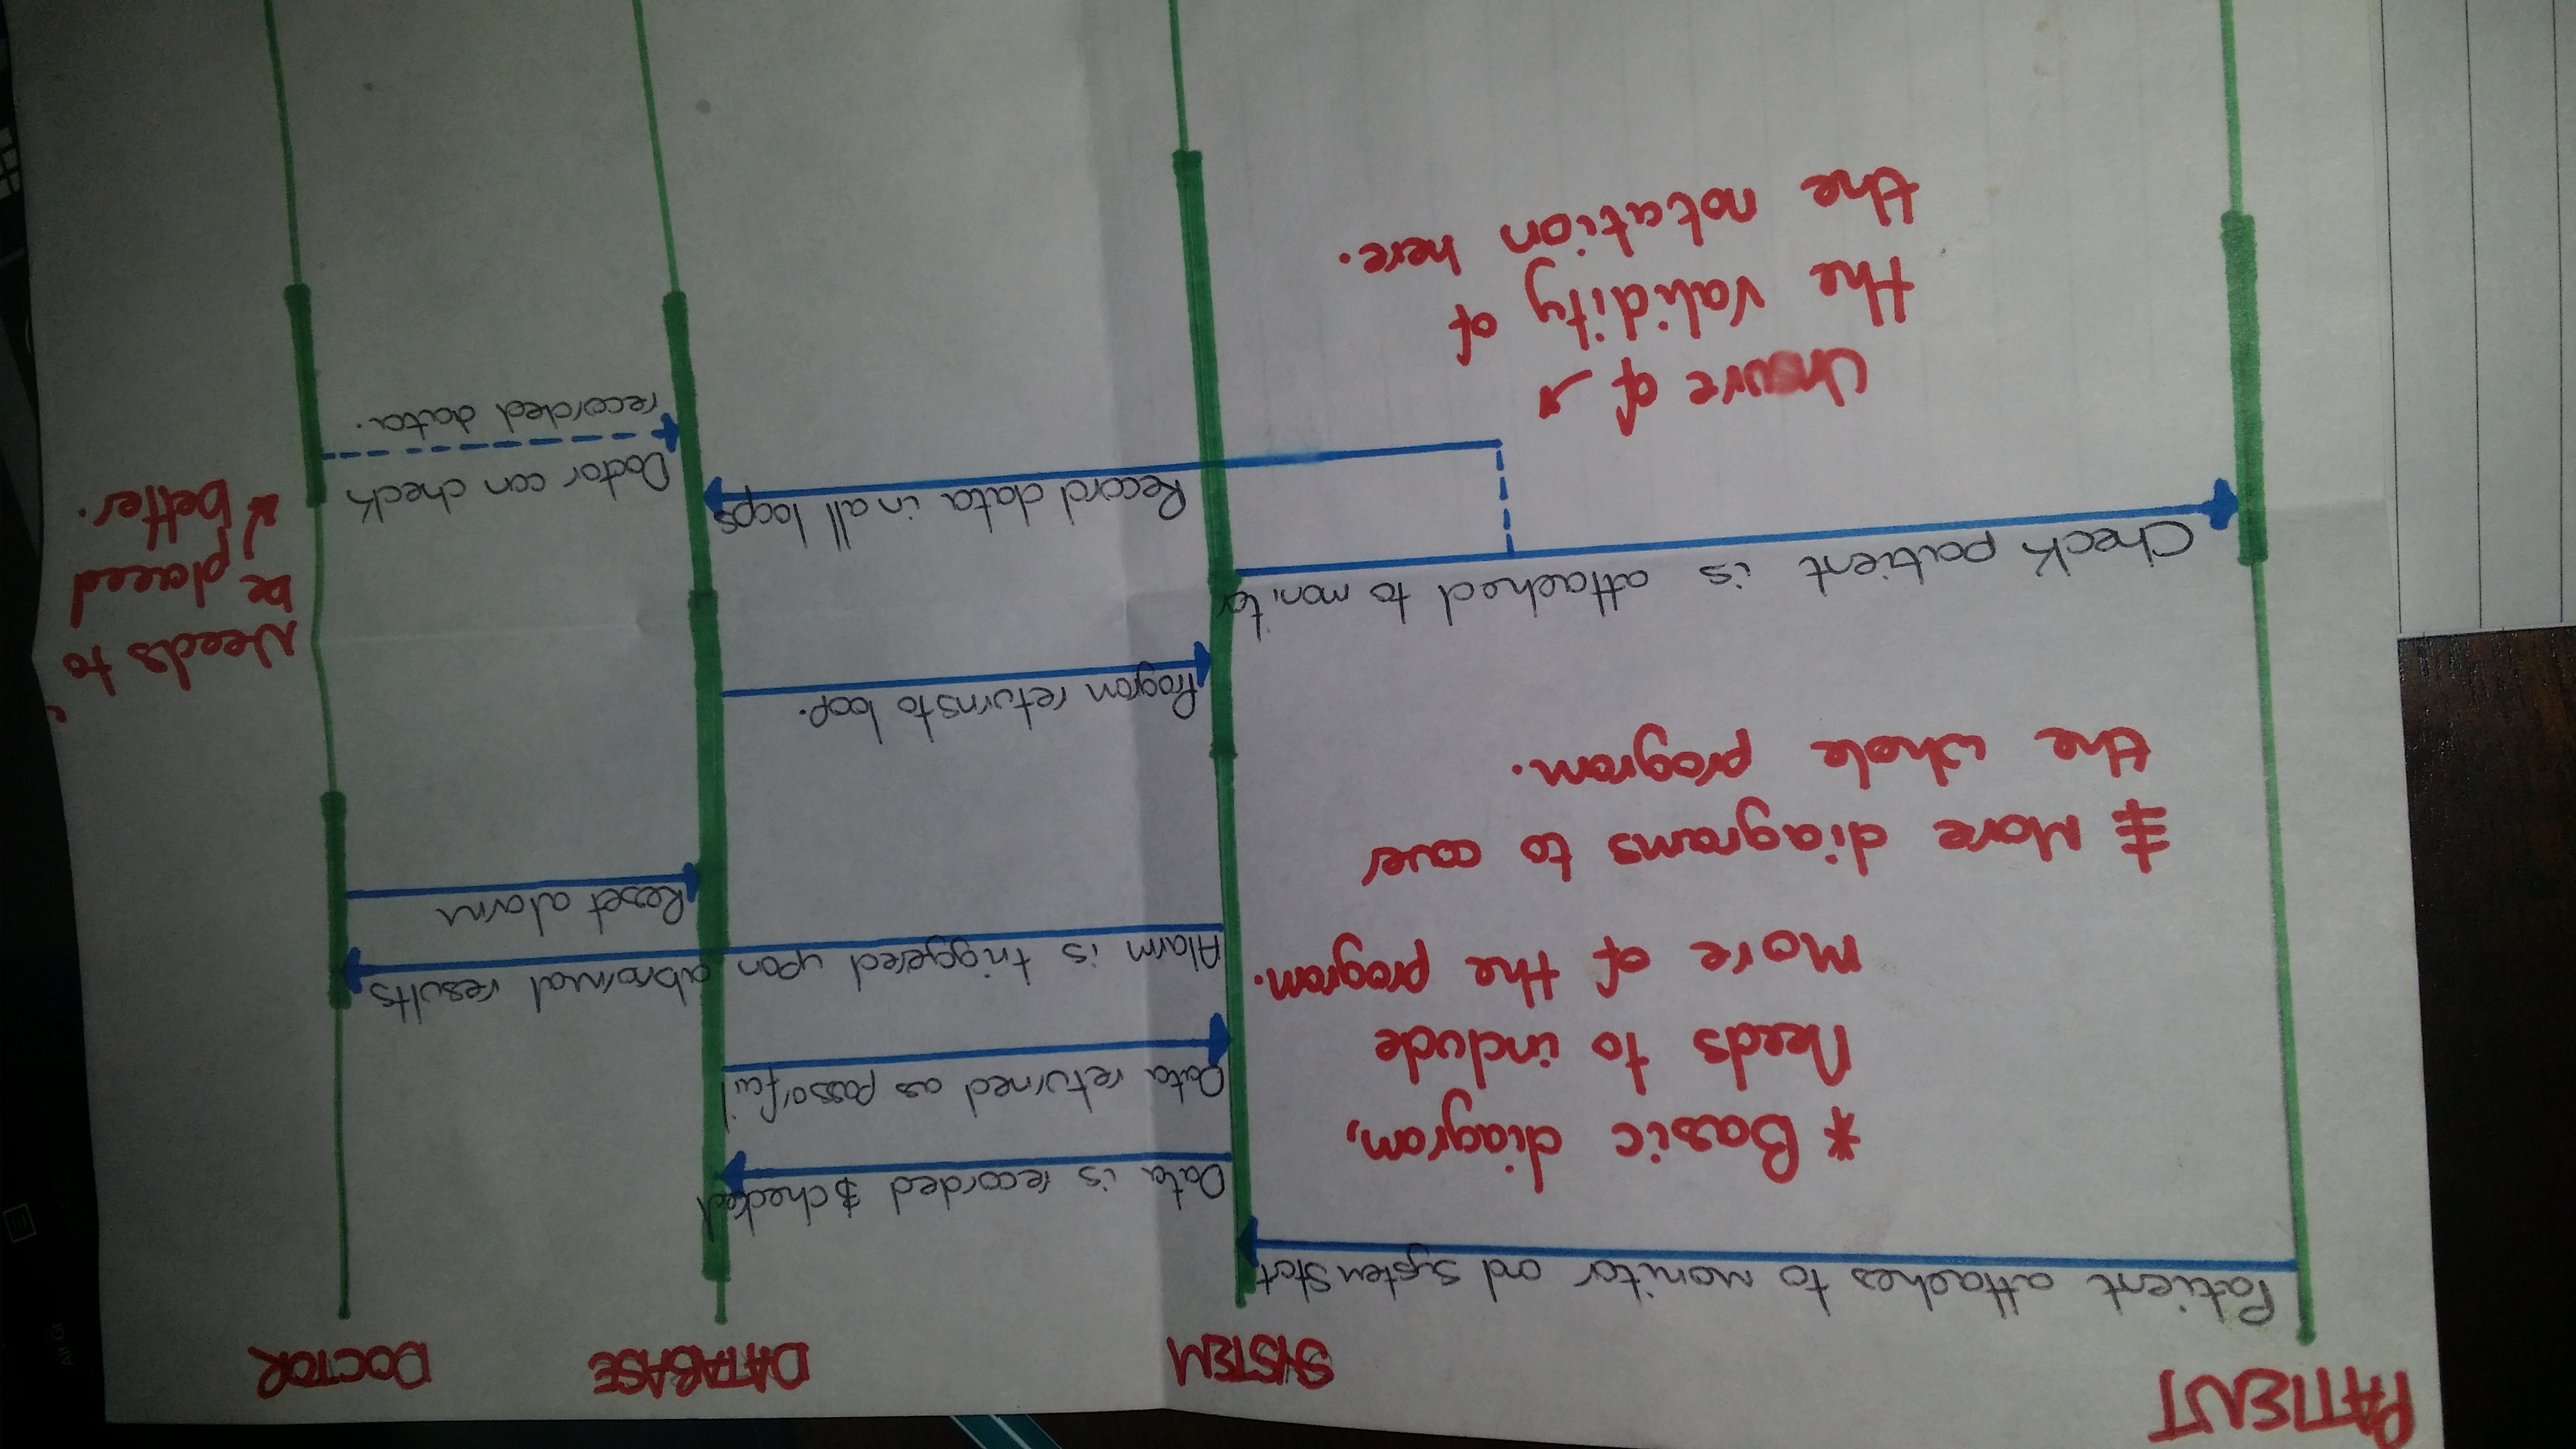 PATIENT
SYSTEM
DATABASE
DOCTOR
Patient attaches to monitor and system start
Data is recorded & checked
Data returned as pass or fail
Alarm is triggered upon abnormal results
Reset alarm
* Basic diagram,
Needs to include
more of the program.
# More diagrams to cover
the whole program.
Program returns to loop.
Needs to
be placed
better.
Check patient is attached to monitor
Record data in all loops
Doctor can check
recorded data.
Unsure of
the validity of
the notation here.
Alt Gr